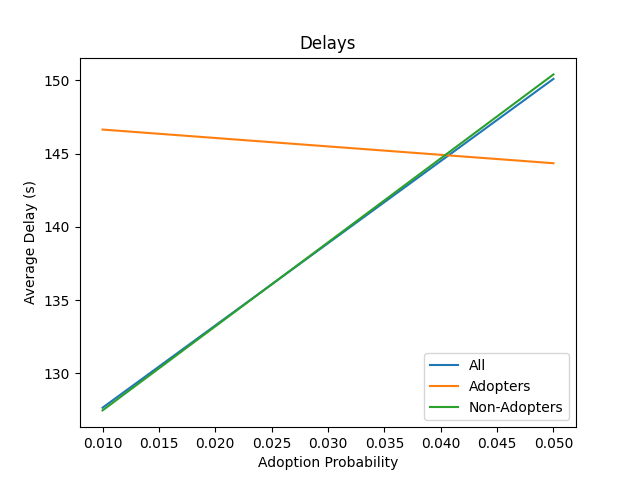 Delays
Average Delay (s)
150
145
140
135
130
0.010 0.015 0.020 0.025 0.030 0.035 0.040 0.045 0.050
Adoption Probability
All
Adopters
Non-Adopters